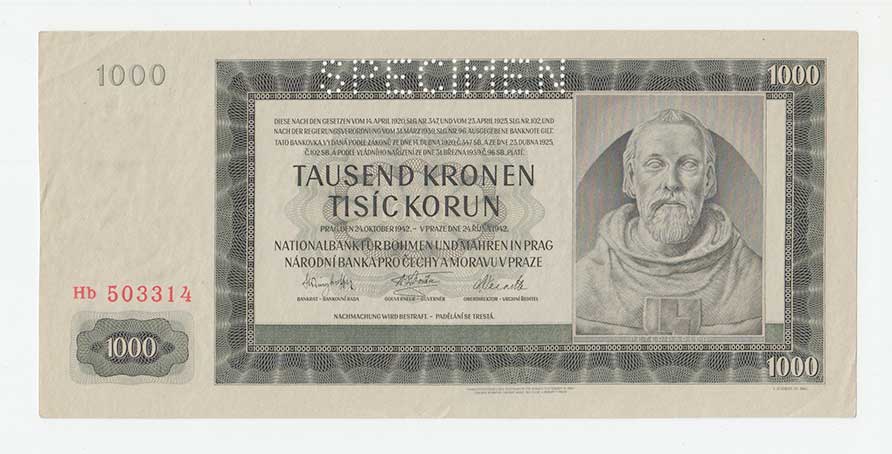 SPECIMEN
1000
1000
DIESE NACH DEN GESETZEN VOM 14. APRIL 1920, SLG. NR. 347, UND VOM 23. APRIL 1925, SLG. NR. 102, UND
NACH DER REGIERUNGSVERORDNUNG VOM 31. MÄRZ 1939, SLG. NR. 96, AUSGEGEBENE BANKNOTE GILT.
TATO BANKOVKA, VYDANÁ PODLE ZÁKONŮ ZE DNE 14. DUBNA 1920, Č. 347 SB. A ZE DNE 23. DUBNA 1925,
Č. 102 SB. A PODLE VLÁDNÍHO NAŘÍZENÍ ZE DNE 31. BŘEZNA 1939 Č. 96 SB., PLATÍ.
TAUSEND KRONEN
TISÍC KORUN
PRAG, DEN 24. OKTOBER 1942. – V PRAZE DNE 24. ŘÍJNA 1942.
NATIONALBANK FÜR BÖHMEN UND MÄHREN IN PRAG
NÁRODNÍ BANKA PRO ČECHY A MORAVU V PRAZE
BANKRAT - BANKOVNÍ RADA GOUVERNEUR - GUVERNÉR OBERDIREKTOR - VRCHNÍ ŘEDITEL
NACHMACHUNG WIRD BESTRAFT. – PADĚLÁNÍ SE TRESTÁ.
Hb 503314
1000
1000